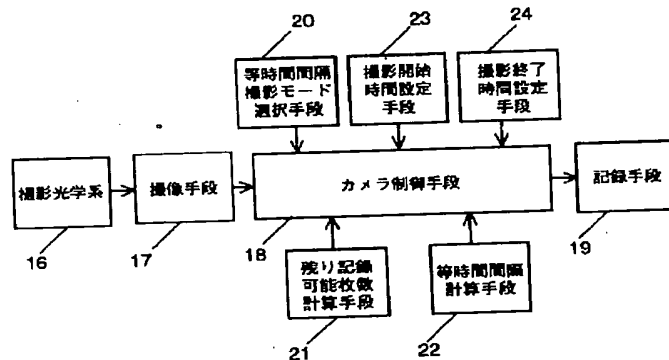 20
23
24
等時間間隔
撮影モード
選択手段
撮影開始
時間設定
手段
撮影終了
時間設定
手段
撮影光学系
撮像手段
カメラ制御手段
記録手段
16
17
18
19
残り記録
可能枚数
計算手段
等時間間隔
計算手段
21
22